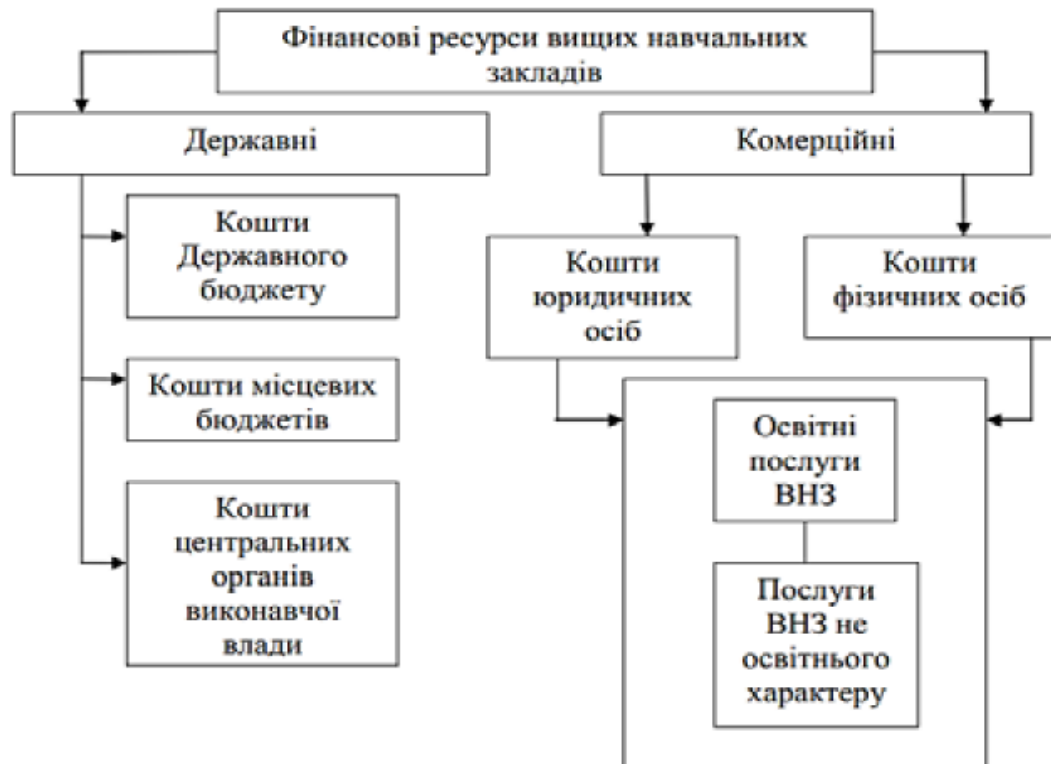 Фінансові ресурси вищих навчальних
закладів
Державні
Комерційні
Кошти
Державного
бюджету
Кошти місцевих
бюджетів
Кошти
центральних
органів
виконавчої
влади
Кошти
юридичних
осіб
Кошти
фізичних осіб
Освітні
послуги
ВНЗ
Послуги
ВНЗ не
освітнього
характеру